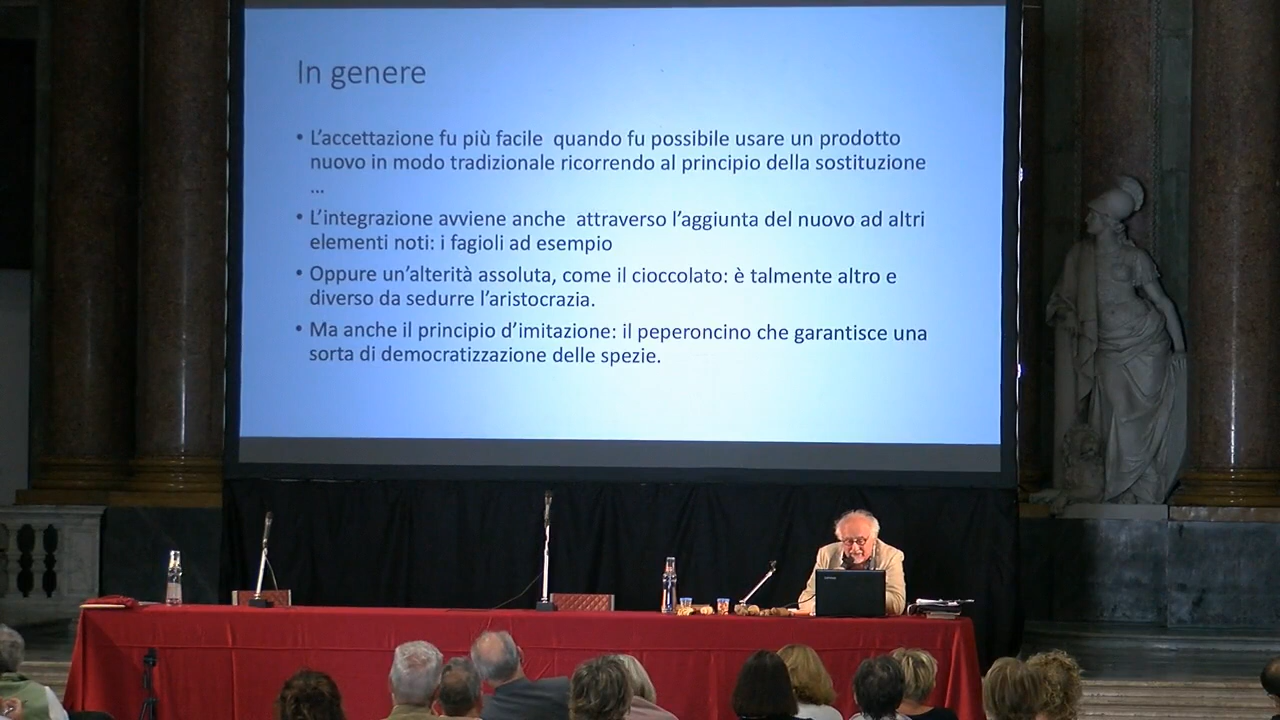 In genere
• L'accettazione fu più facile quando fu possibile usare un prodotto
nuovo in modo tradizionale ricorrendo al principio della sostituzione
...
• L'integrazione avviene anche attraverso l'aggiunta del nuovo ad altri
elementi noti: i fagioli ad esempio
• Oppure un'alterità assoluta, come il cioccolato: è talmente altro e
diverso da sedurre l'aristocrazia.
• Ma anche il principio d'imitazione: il peperoncino che garantisce una
sorta di democratizzazione delle spezie.